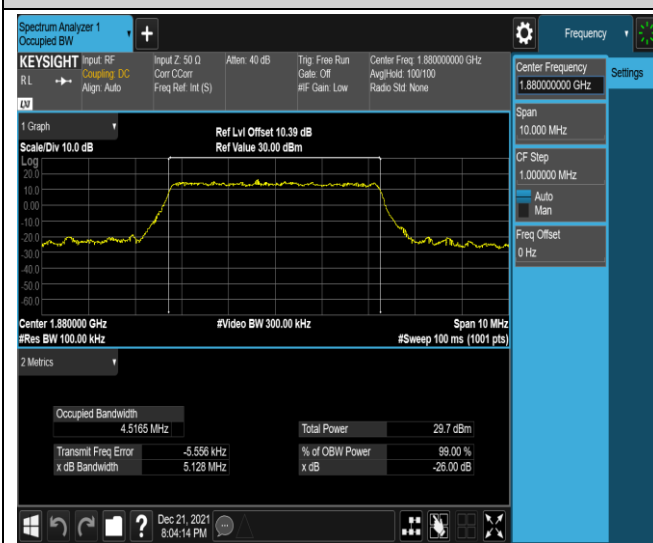 Spectrum Analyzer 1
Occupied BW
+
Frequency
KEYSIGHT
RL
LXI
Input: RF
Coupling: DC
Align: Auto
Input Z: 50 Ω
Corr CCorr
Freq Ref: Int (S)
Atten: 40 dB
Trig: Free Run
Gate: Off
#IF Gain: Low
Center Freq: 1.880000000 GHz
Avg|Hold: 100/100
Radio Std: None
Center Frequency
1.880000000 GHz
Settings
Span
10.000 MHz
CF Step
1.000000 MHz
Auto
Man
Freq Offset
0 Hz
1 Graph
Scale/Div 10.0 dB
Ref Lvl Offset 10.39 dB
Ref Value 30.00 dBm
Log
20.0
10.0
0.00
-10.0
-20.0
-30.0
-40.0
-50.0
-60.0
Center 1.880000 GHz
#Video BW 300.00 kHz
Span 10 MHz
#Res BW 100.00 kHz
#Sweep 100 ms (1001 pts)
2 Metrics
Occupied Bandwidth
4.5165 MHz
Total Power 29.7 dBm
Transmit Freq Error -5.556 kHz
% of OBW Power 99.00 %
x dB Bandwidth 5.128 MHz
x dB -26.00 dB
?
Dec 21, 2021
8:04:14 PM